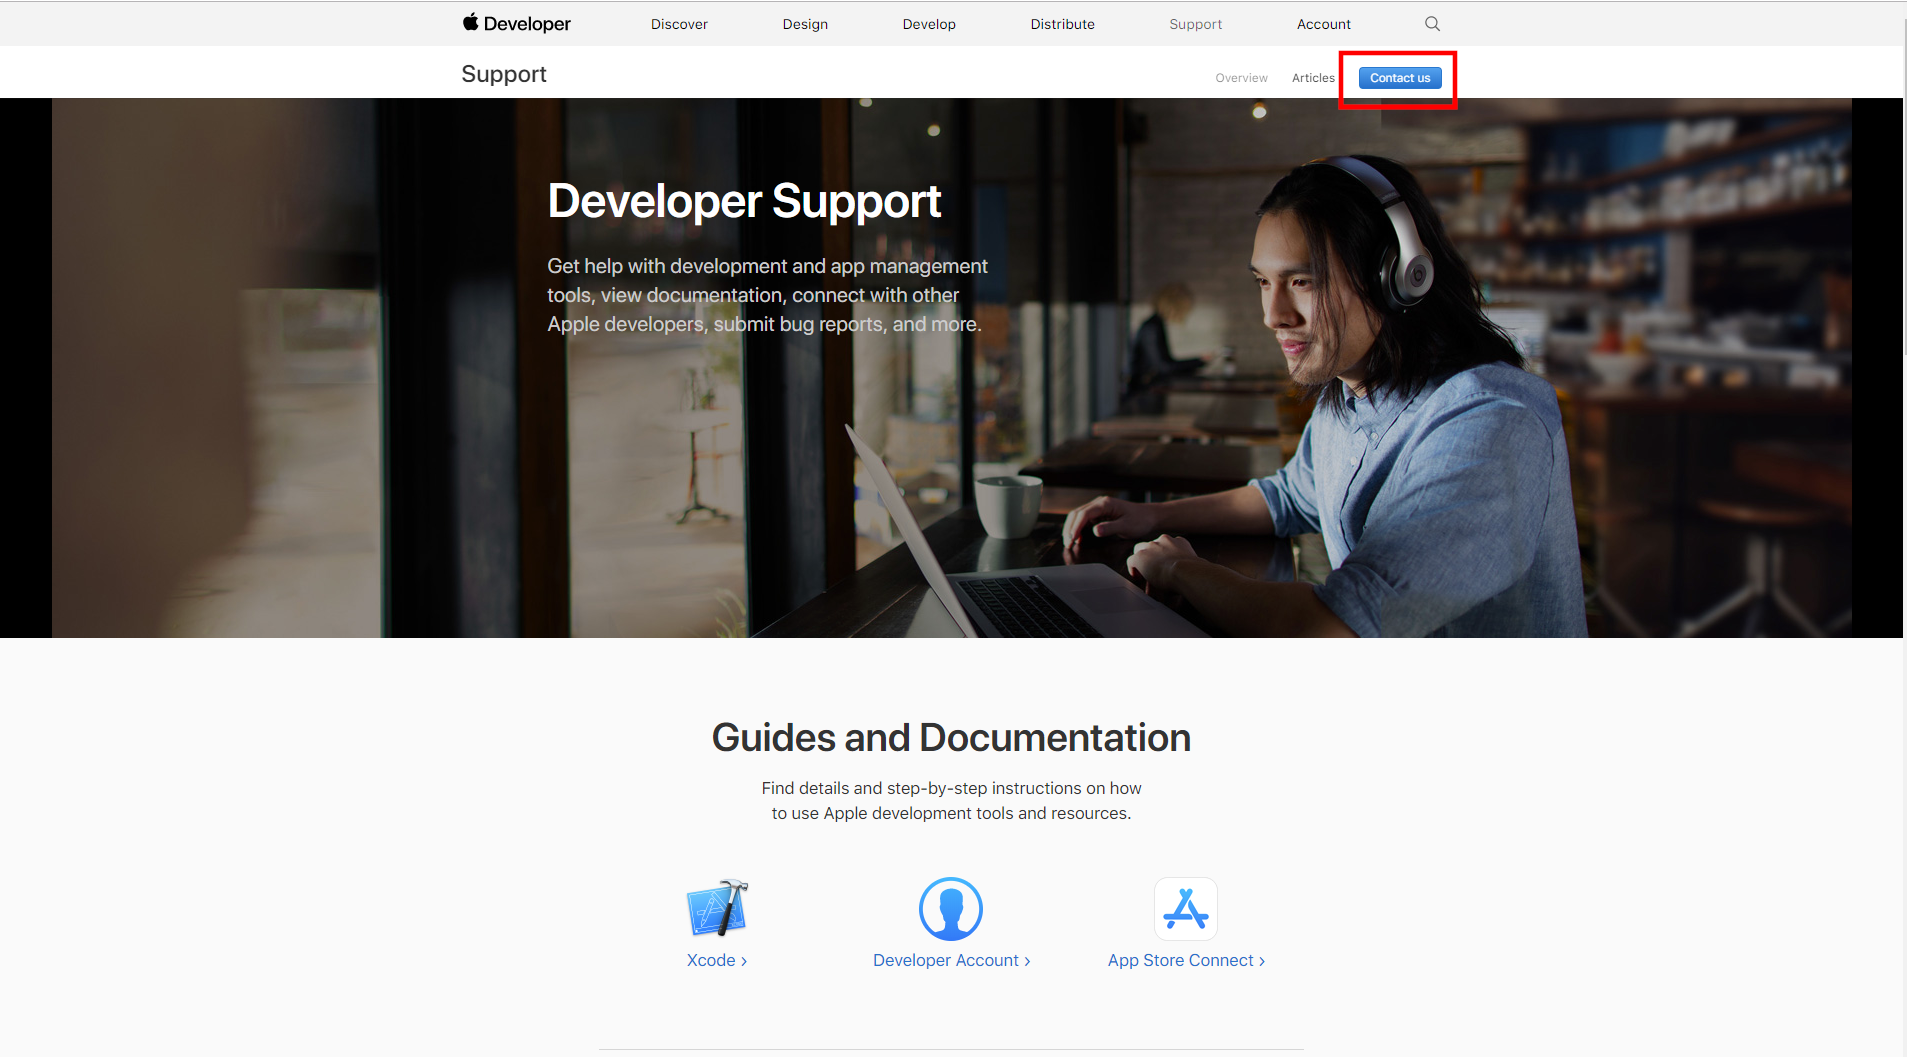 Developer
Discover
Design
Develop
Distribute
Support
Account
Support
Overview
Articles
Contact us
Developer Support
Get help with development and app management
tools, view documentation, connect with other
Apple developers, submit bug reports, and more.
Guides and Documentation
Find details and step-by-step instructions on how
to use Apple development tools and resources.
Xcode ›
Developer Account ›
App Store Connect ›